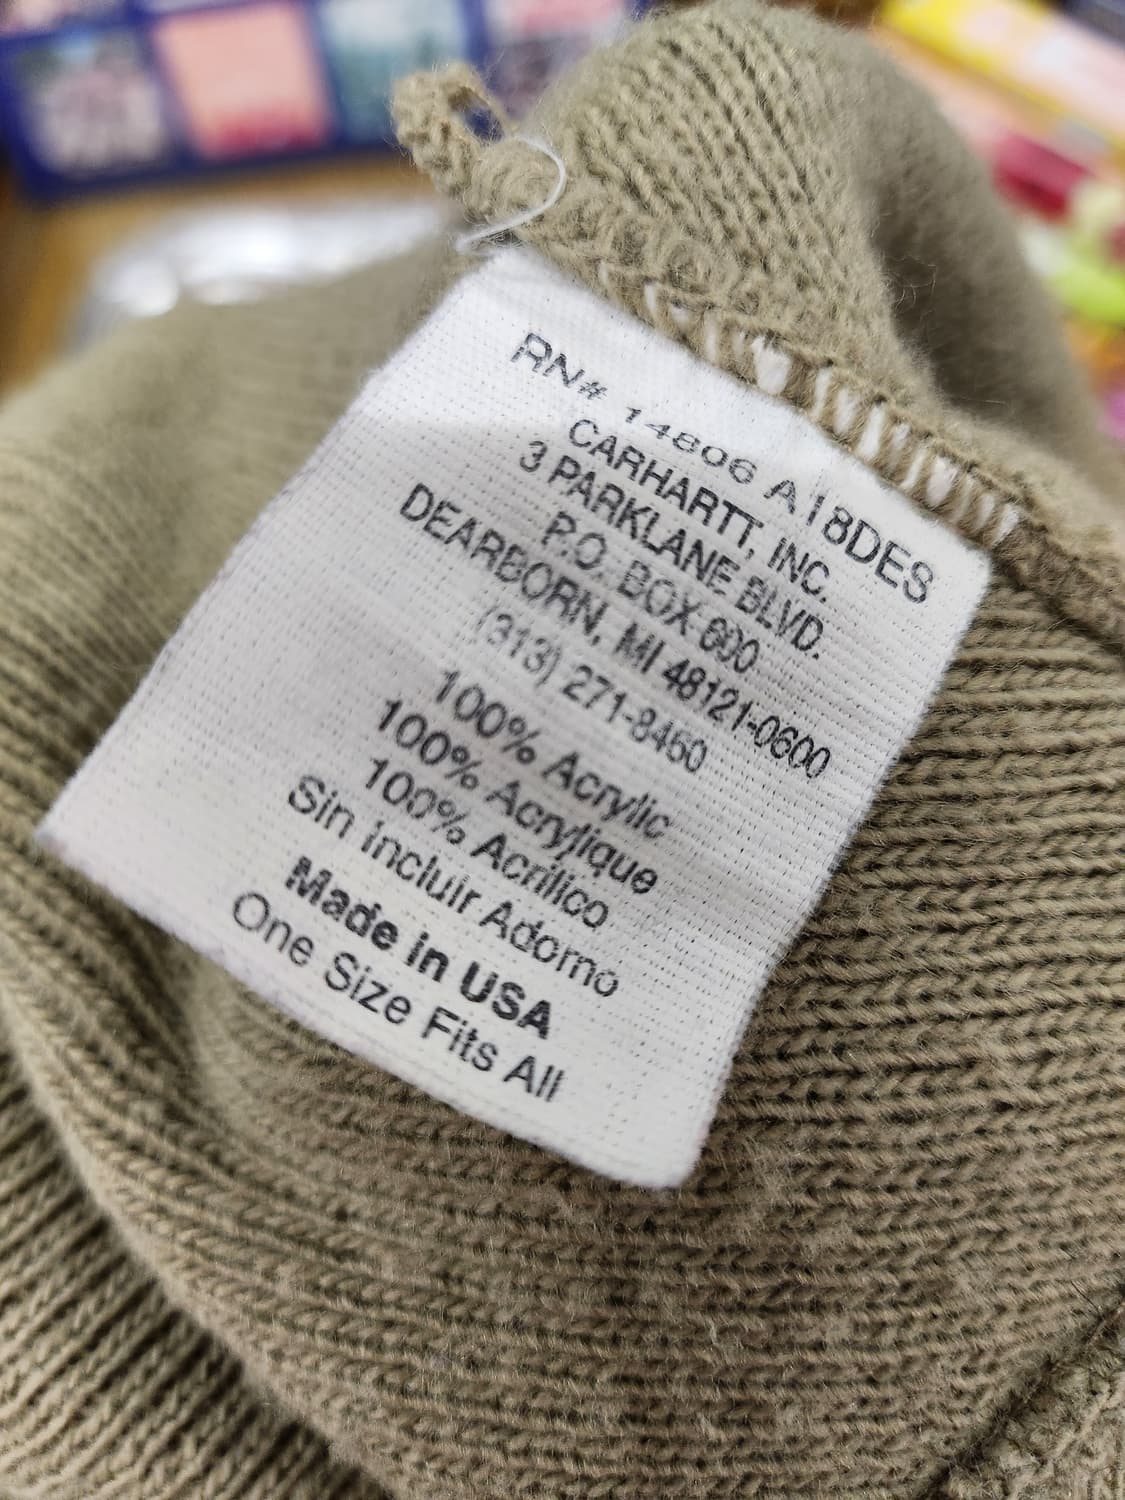 RN# 14806 A18DES
CARHARTT, INC.
3 PARKLANE BLVD.
P.O. BOX 600
DEARBORN, MI 48121-0600
(313) 271-8460
100% Acrylic
100% Acrylique
100% Acrilico
Sin incluir Adorno
Made in USA
One Size Fits All